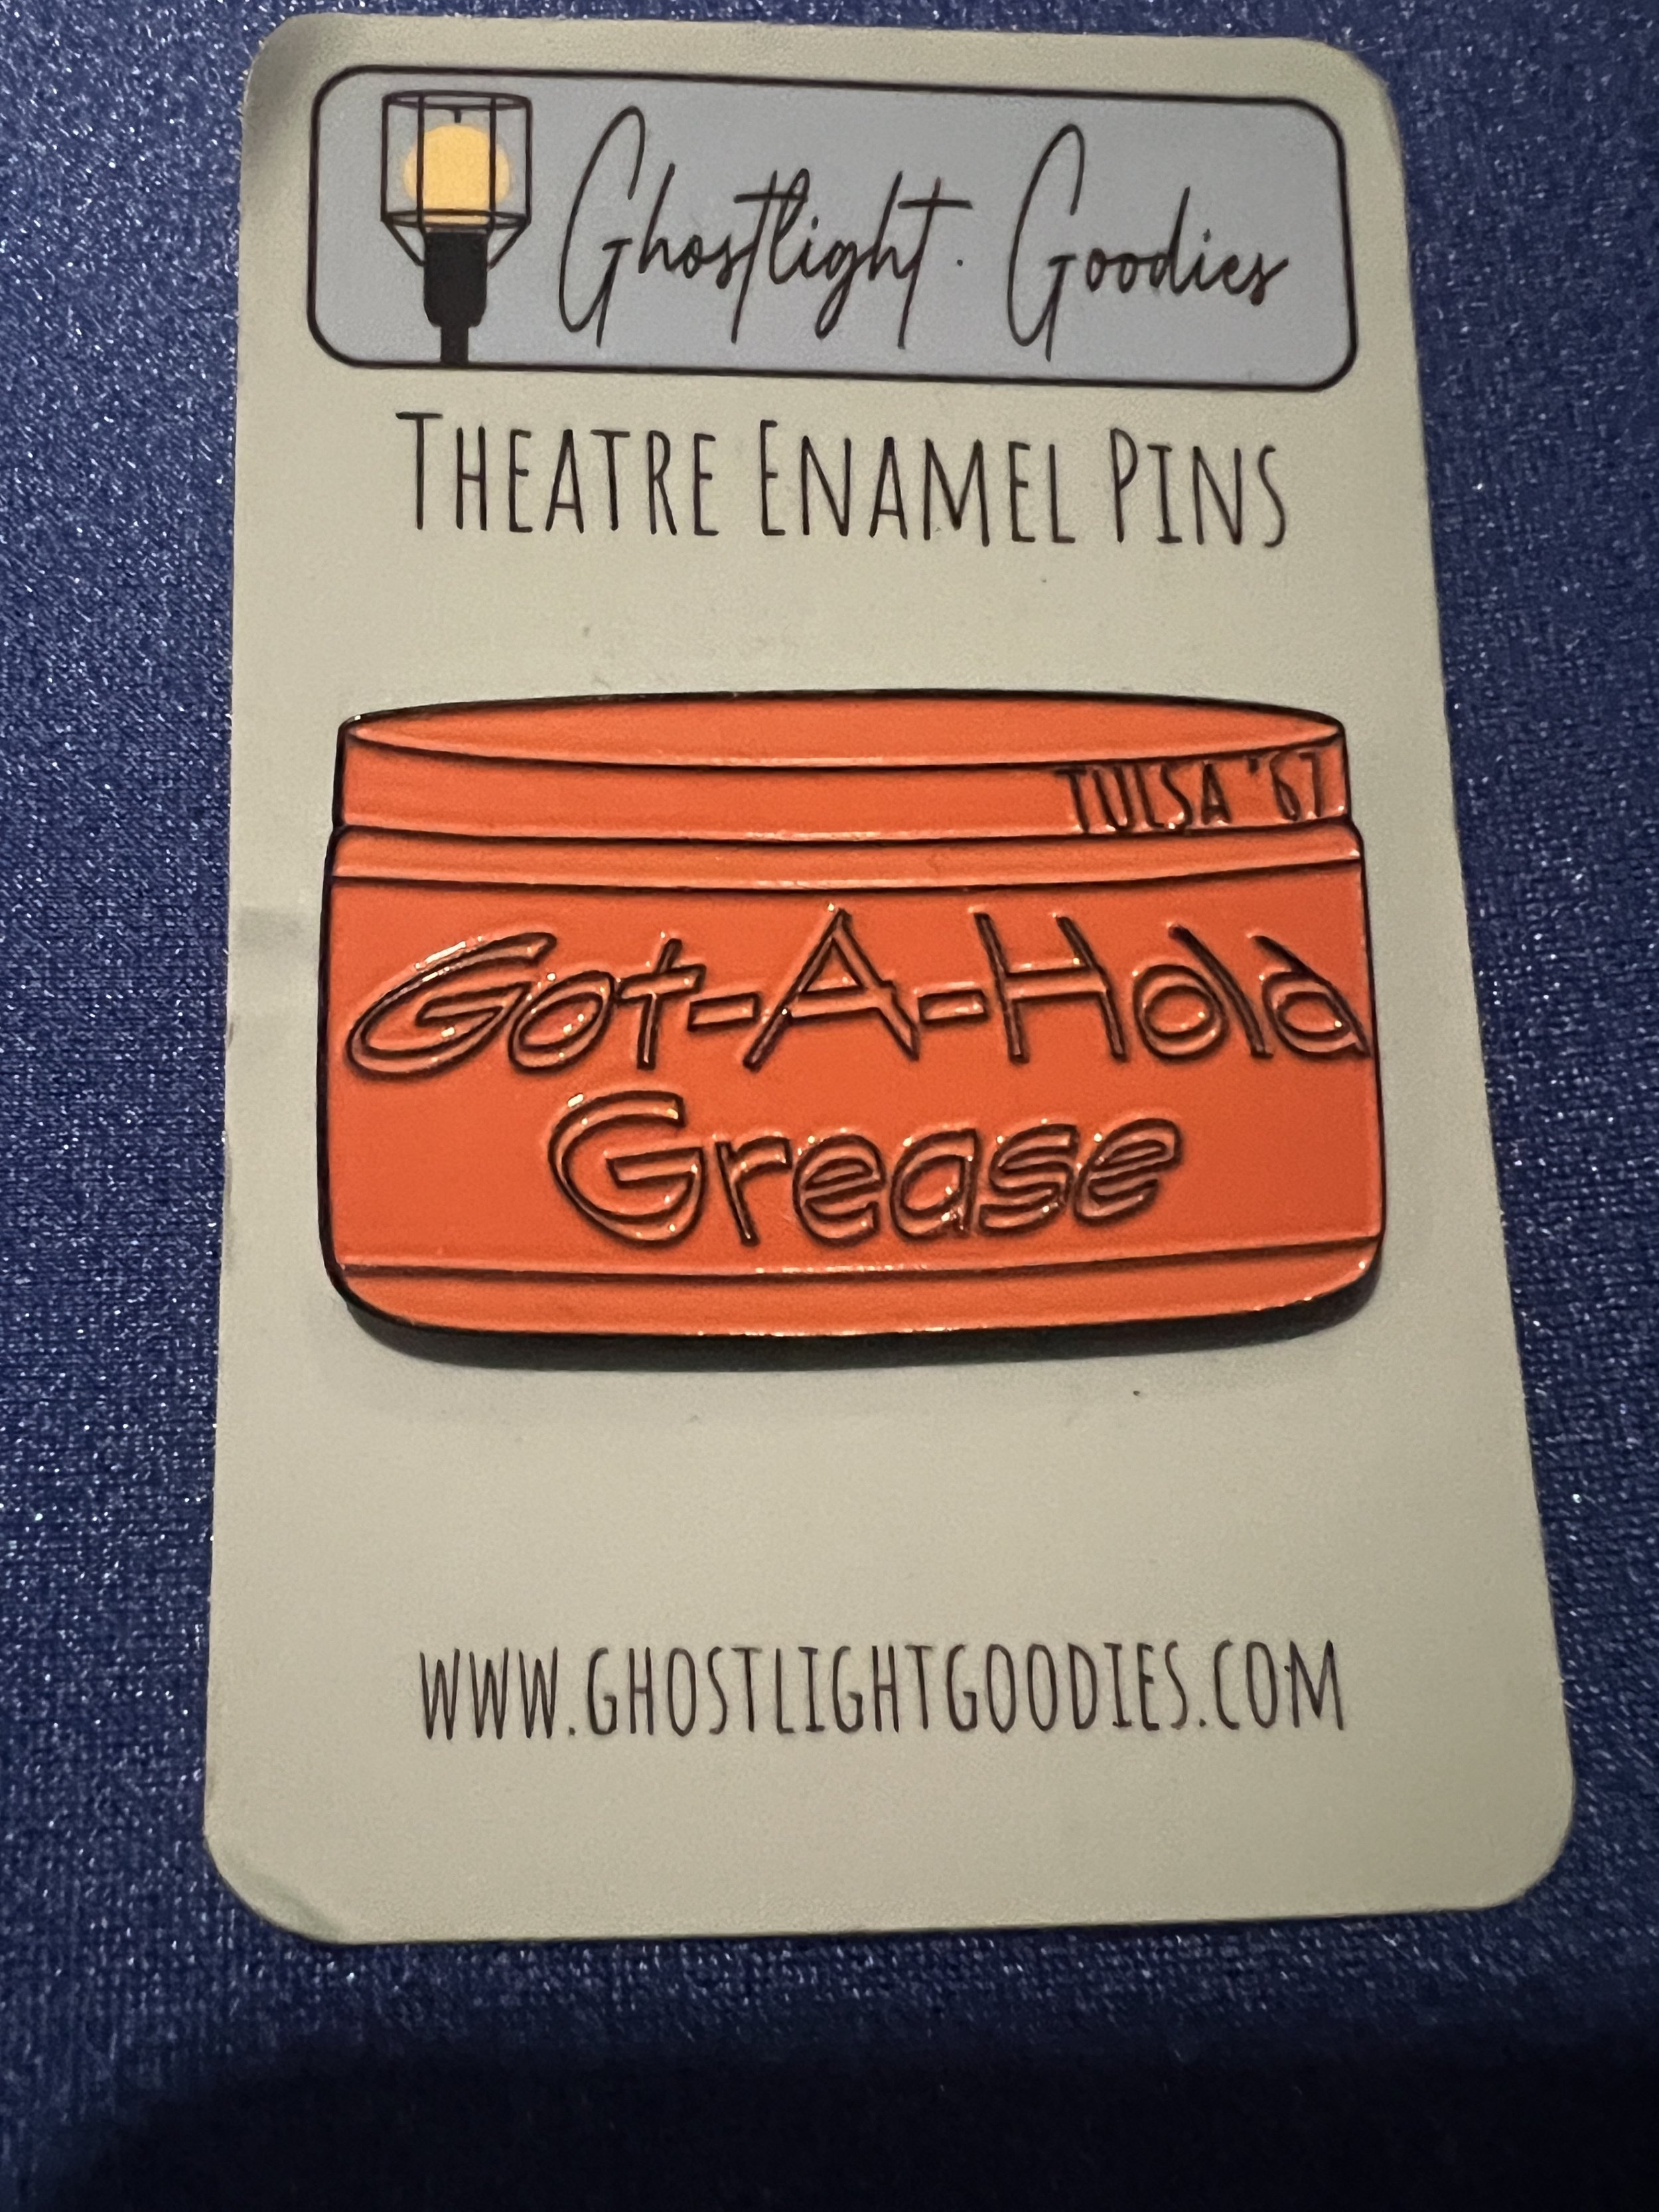 Ghostlight Goodies
THEATRE ENAMEL PINS
TULSA '67
Got-A-Hold
Grease
WWW.GHOSTLIGHTGOODIES.COM